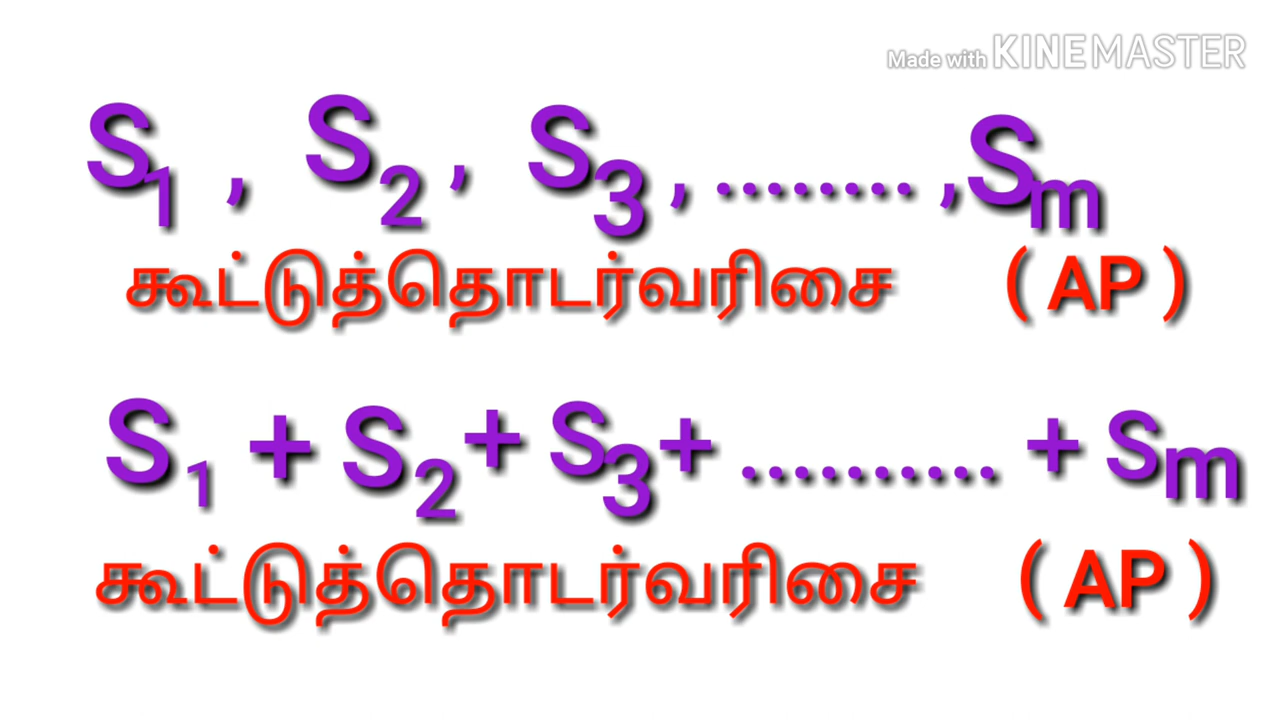 Made with KINEMASTER
S₁ , S₂ , S₃ , ........ , Sₘ
கூட்டுத்தொடர்வரிசை ( AP )
S₁ + S₂ + S₃ + .......... + Sₘ
கூட்டுத்தொடர்வரிசை ( AP )